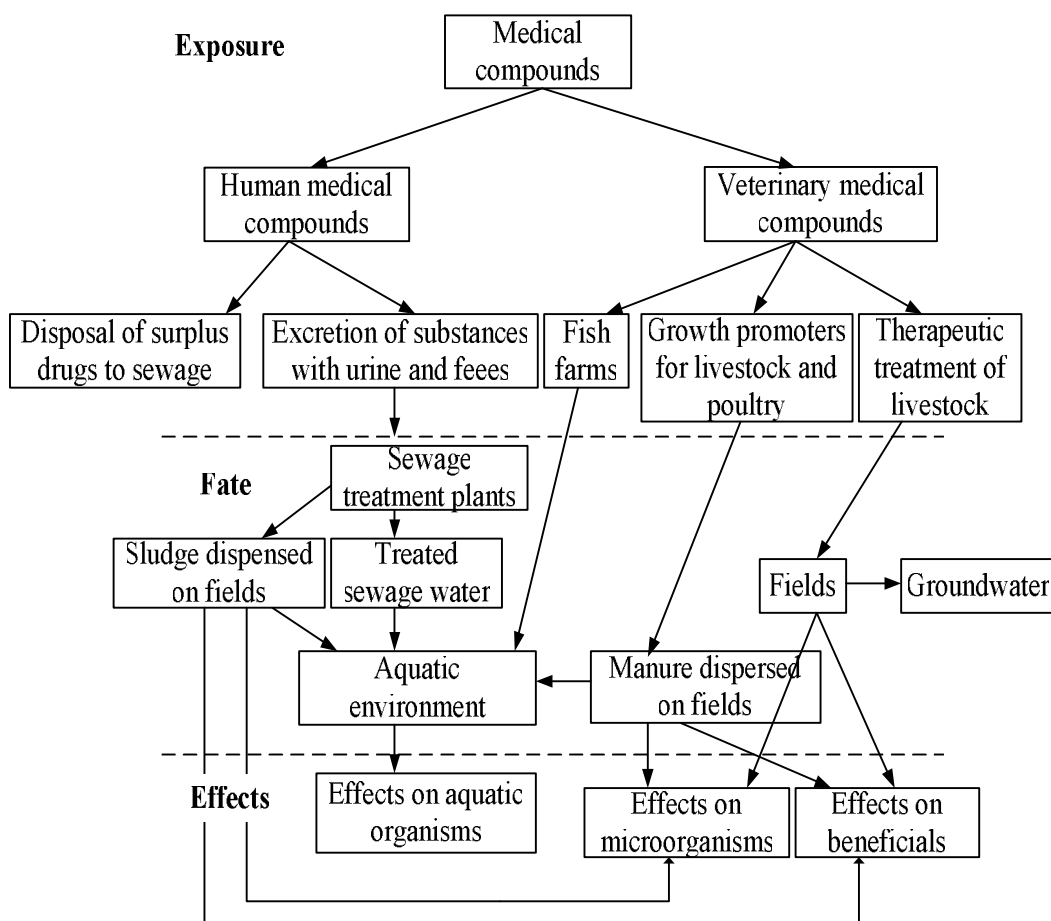 Exposure
Medical
compounds
Human medical
compounds
Veterinary medical
compounds
Disposal of surplus
drugs to sewage
Excretion of substances
with urine and feees
Fish
farms
Growth promoters
for livestock and
poultry
Therapeutic
treatment of
livestock
Fate
Sewage
treatment plants
Sludge dispensed
on fields
Treated
sewage water
Fields
Groundwater
Aquatic
environment
Manure dispersed
on fields
Effects
Effects on aquatic
organisms
Effects on
microorganisms
Effects on
beneficials